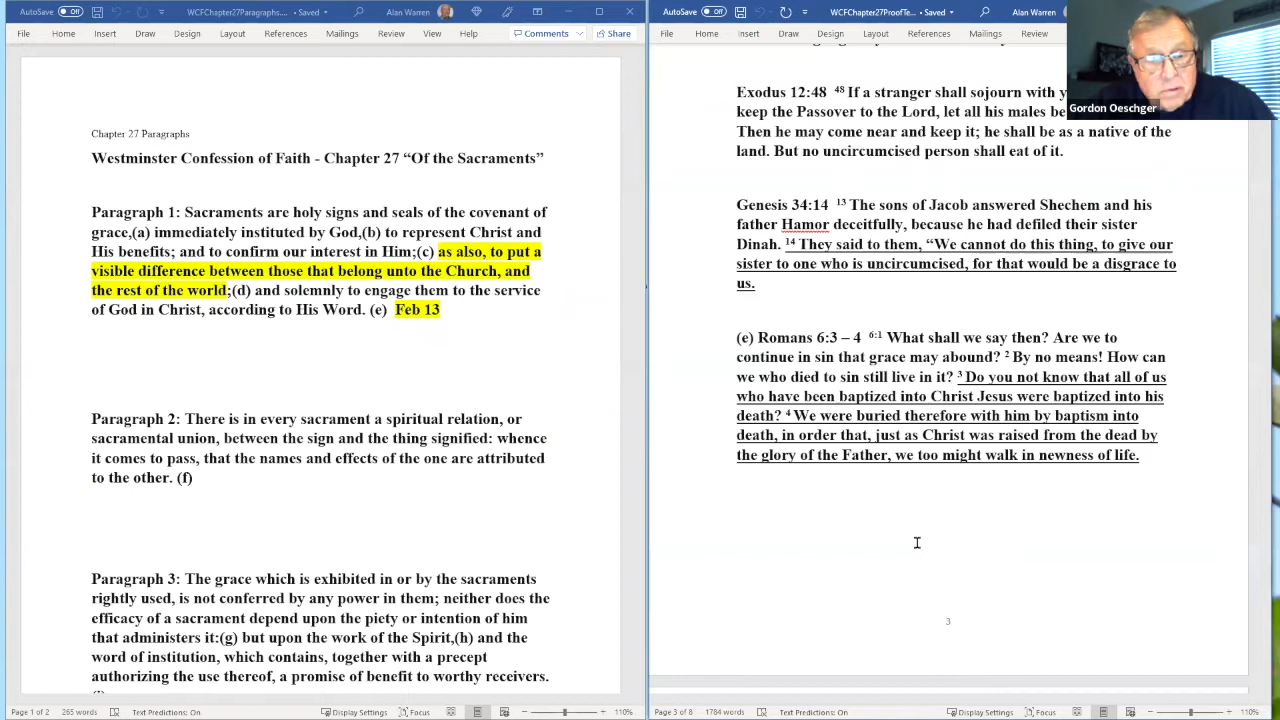 AutoSave Off WCFChapter27Paragraphs.... • Saved Alan Warren
File Home Insert Draw Design Layout References Mailings Review View Help Comments Share
Chapter 27 Paragraphs
Westminster Confession of Faith - Chapter 27 “Of the Sacraments”
Paragraph 1: Sacraments are holy signs and seals of the covenant of
grace,(a) immediately instituted by God,(b) to represent Christ and
His benefits; and to confirm our interest in Him;(c) as also, to put a
visible difference between those that belong unto the Church, and
the rest of the world;(d) and solemnly to engage them to the service
of God in Christ, according to His Word. (e) Feb 13
Paragraph 2: There is in every sacrament a spiritual relation, or
sacramental union, between the sign and the thing signified: whence
it comes to pass, that the names and effects of the one are attributed
to the other. (f)
Paragraph 3: The grace which is exhibited in or by the sacraments
rightly used, is not conferred by any power in them; neither does the
efficacy of a sacrament depend upon the piety or intention of him
that administers it:(g) but upon the work of the Spirit,(h) and the
word of institution, which contains, together with a precept
authorizing the use thereof, a promise of benefit to worthy receivers.
Page 1 of 2 265 words Text Predictions: On Display Settings Focus 110%
AutoSave Off WCFChapter27ProofTe... • Saved Alan Warren
File Home Insert Draw Design Layout References Mailings Review
Gordon Oeschger
Exodus 12:48 48 If a stranger shall sojourn with
keep the Passover to the Lord, let all his males be
Then he may come near and keep it; he shall be as a native of the
land. But no uncircumcised person shall eat of it.
Genesis 34:14 13 The sons of Jacob answered Shechem and his
father Hamor deceitfully, because he had defiled their sister
Dinah. 14 They said to them, “We cannot do this thing, to give our
sister to one who is uncircumcised, for that would be a disgrace to
us.
(e) Romans 6:3 – 4 6:1 What shall we say then? Are we to
continue in sin that grace may abound? 2 By no means! How can
we who died to sin still live in it? 3 Do you not know that all of us
who have been baptized into Christ Jesus were baptized into his
death? 4 We were buried therefore with him by baptism into
death, in order that, just as Christ was raised from the dead by
the glory of the Father, we too might walk in newness of life.
3
Page 3 of 8 1784 words Text Predictions: On Display Settings Focus 110%